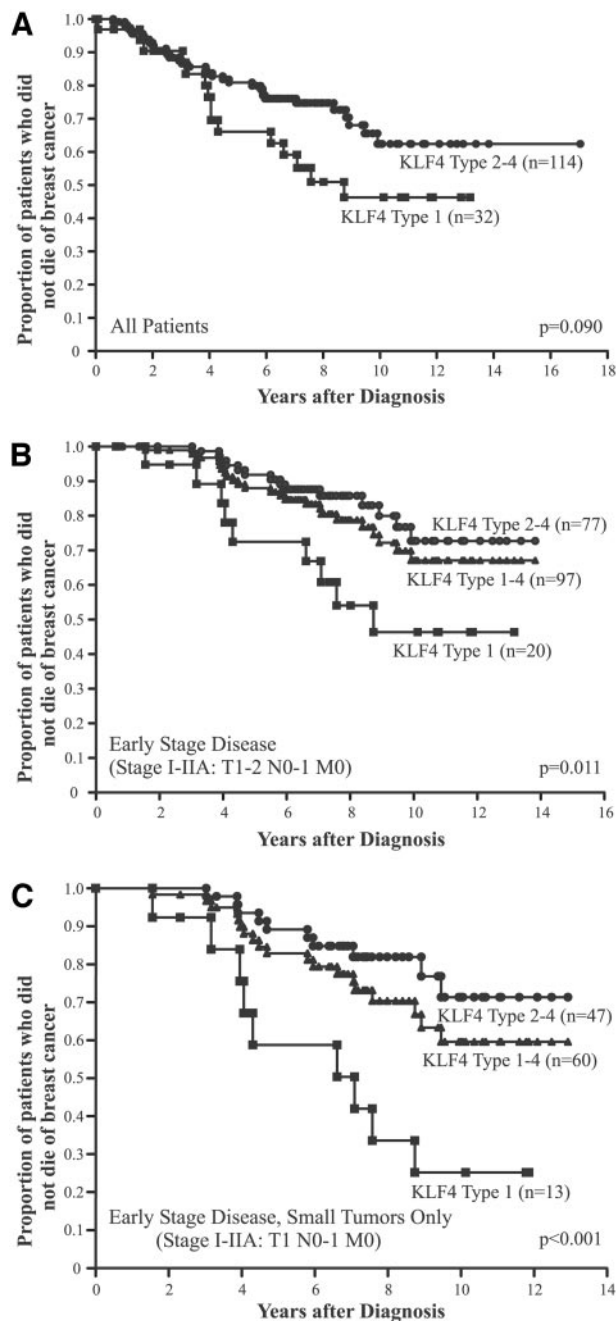 A
Proportion of patients who did
not die of breast cancer
1.0
0.9
0.8
0.7
0.6
0.5
0.4
0.3
0.2
0.1
0
KLF4 Type 2-4 (n=114)
KLF4 Type 1 (n=32)
All Patients
p=0.090
0 2 4 6 8 10 12 14 16 18
Years after Diagnosis
B
Proportion of patients who did
not die of breast cancer
1.0
0.9
0.8
0.7
0.6
0.5
0.4
0.3
0.2
0.1
0
KLF4 Type 2-4 (n=77)
KLF4 Type 1-4 (n=97)
KLF4 Type 1 (n=20)
Early Stage Disease
(Stage I-IIA: T1-2 N0-1 M0)
p=0.011
0 2 4 6 8 10 12 14 16
Years after Diagnosis
C
Proportion of patients who did
not die of breast cancer
1.0
0.9
0.8
0.7
0.6
0.5
0.4
0.3
0.2
0.1
0
KLF4 Type 2-4 (n=47)
KLF4 Type 1-4 (n=60)
KLF4 Type 1 (n=13)
Early Stage Disease, Small Tumors Only
(Stage I-IIA: T1 N0-1 M0)
p<0.001
0 2 4 6 8 10 12 14
Years after Diagnosis